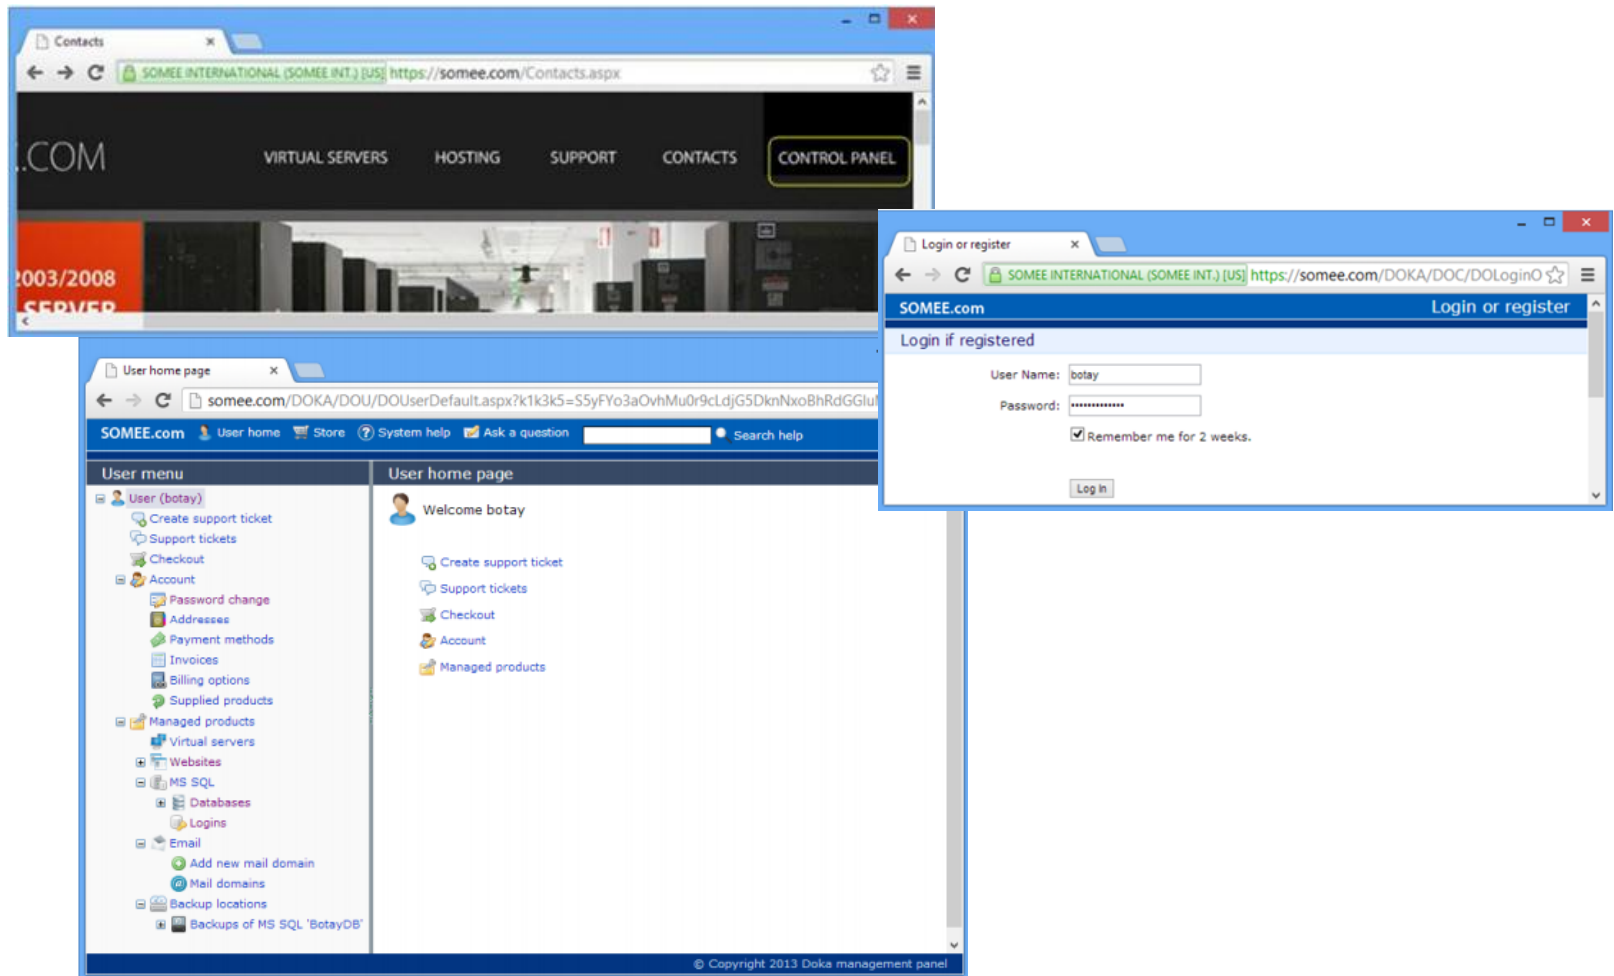 Contacts
SOMEE INTERNATIONAL (SOMEE INT.) [US] https://somee.com/Contacts.aspx
.COM VIRTUAL SERVERS HOSTING SUPPORT CONTACTS CONTROL PANEL
2003/2008
SERVER
Login or register
SOMEE INTERNATIONAL (SOMEE INT.) [US] https://somee.com/DOKA/DOC/DOLoginO
SOMEE.com Login or register
Login if registered
User Name: botay
Password: •••••••••••••
Remember me for 2 weeks.
Log In
User home page
somee.com/DOKA/DOU/DOUserDefault.aspx?k1k3k5=S5yFYo3aOvhMu0r9cLdjG5DknNxoBhRdGGlu
SOMEE.com User home Store System help Ask a question Search help
User menu
User (botay)
Create support ticket
Support tickets
Checkout
Account
Password change
Addresses
Payment methods
Invoices
Billing options
Supplied products
Managed products
Virtual servers
Websites
MS SQL
Databases
Logins
Email
Add new mail domain
Mail domains
Backup locations
Backups of MS SQL 'BotayDB'
User home page
Welcome botay
Create support ticket
Support tickets
Checkout
Account
Managed products
© Copyright 2013 Doka management panel